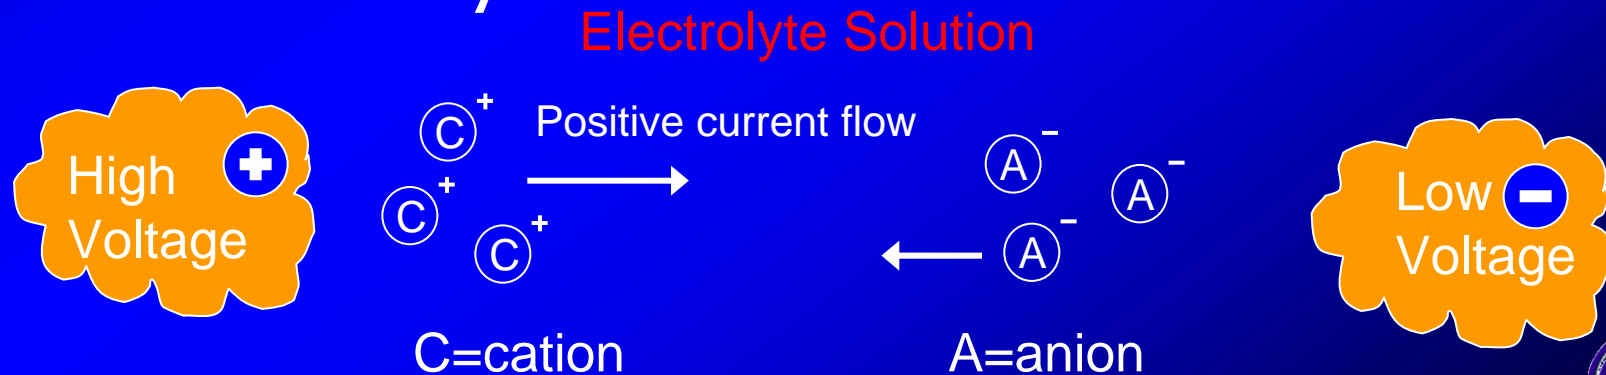 Electrolyte Solution
High
Voltage
+
C+
C+
C+
Positive current flow
A−
A−
A−
Low
Voltage
−
C=cation
A=anion